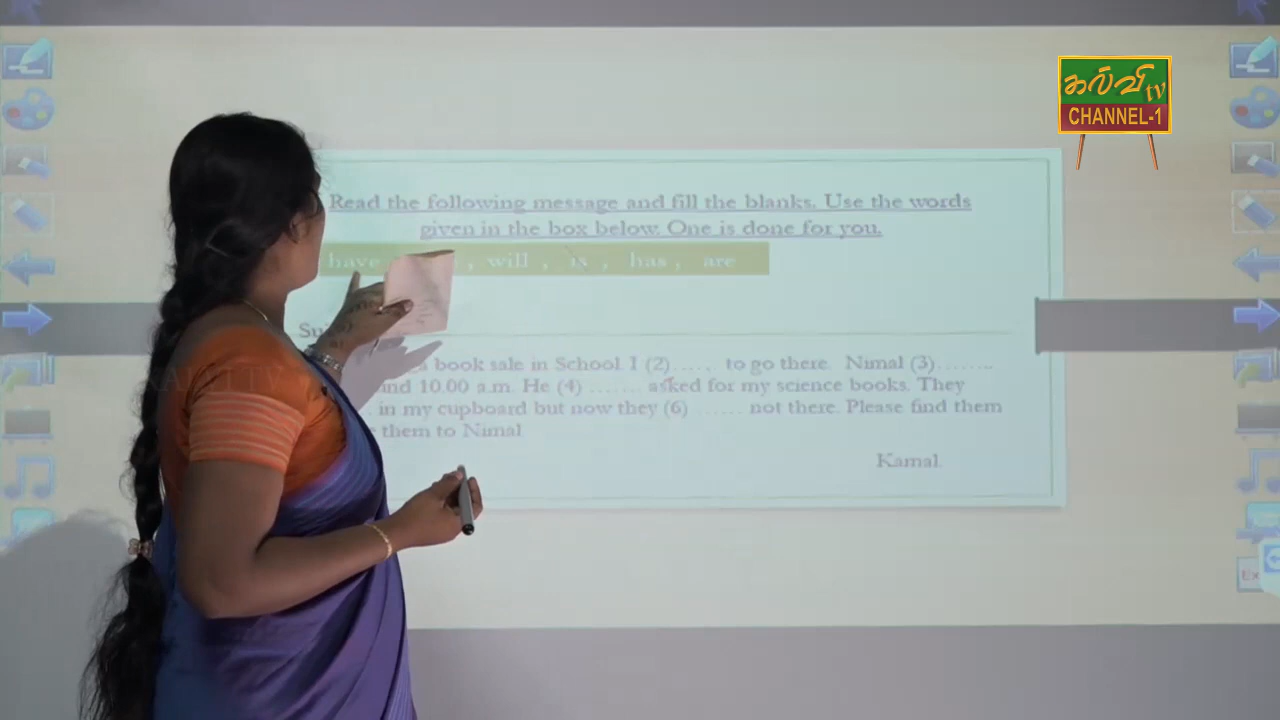 கல்வி tv
CHANNEL-1
Read the following message and fill the blanks. Use the words
given in the box below. One is done for you.
have , will , is , has , are
book sale in School. I (2)...... to go there. Nimal (3)........
10.00 a.m. He (4) ....... asked for my science books. They
in my cupboard but now they (6) ...... not there. Please find them
them to Nimal.
Kamal.